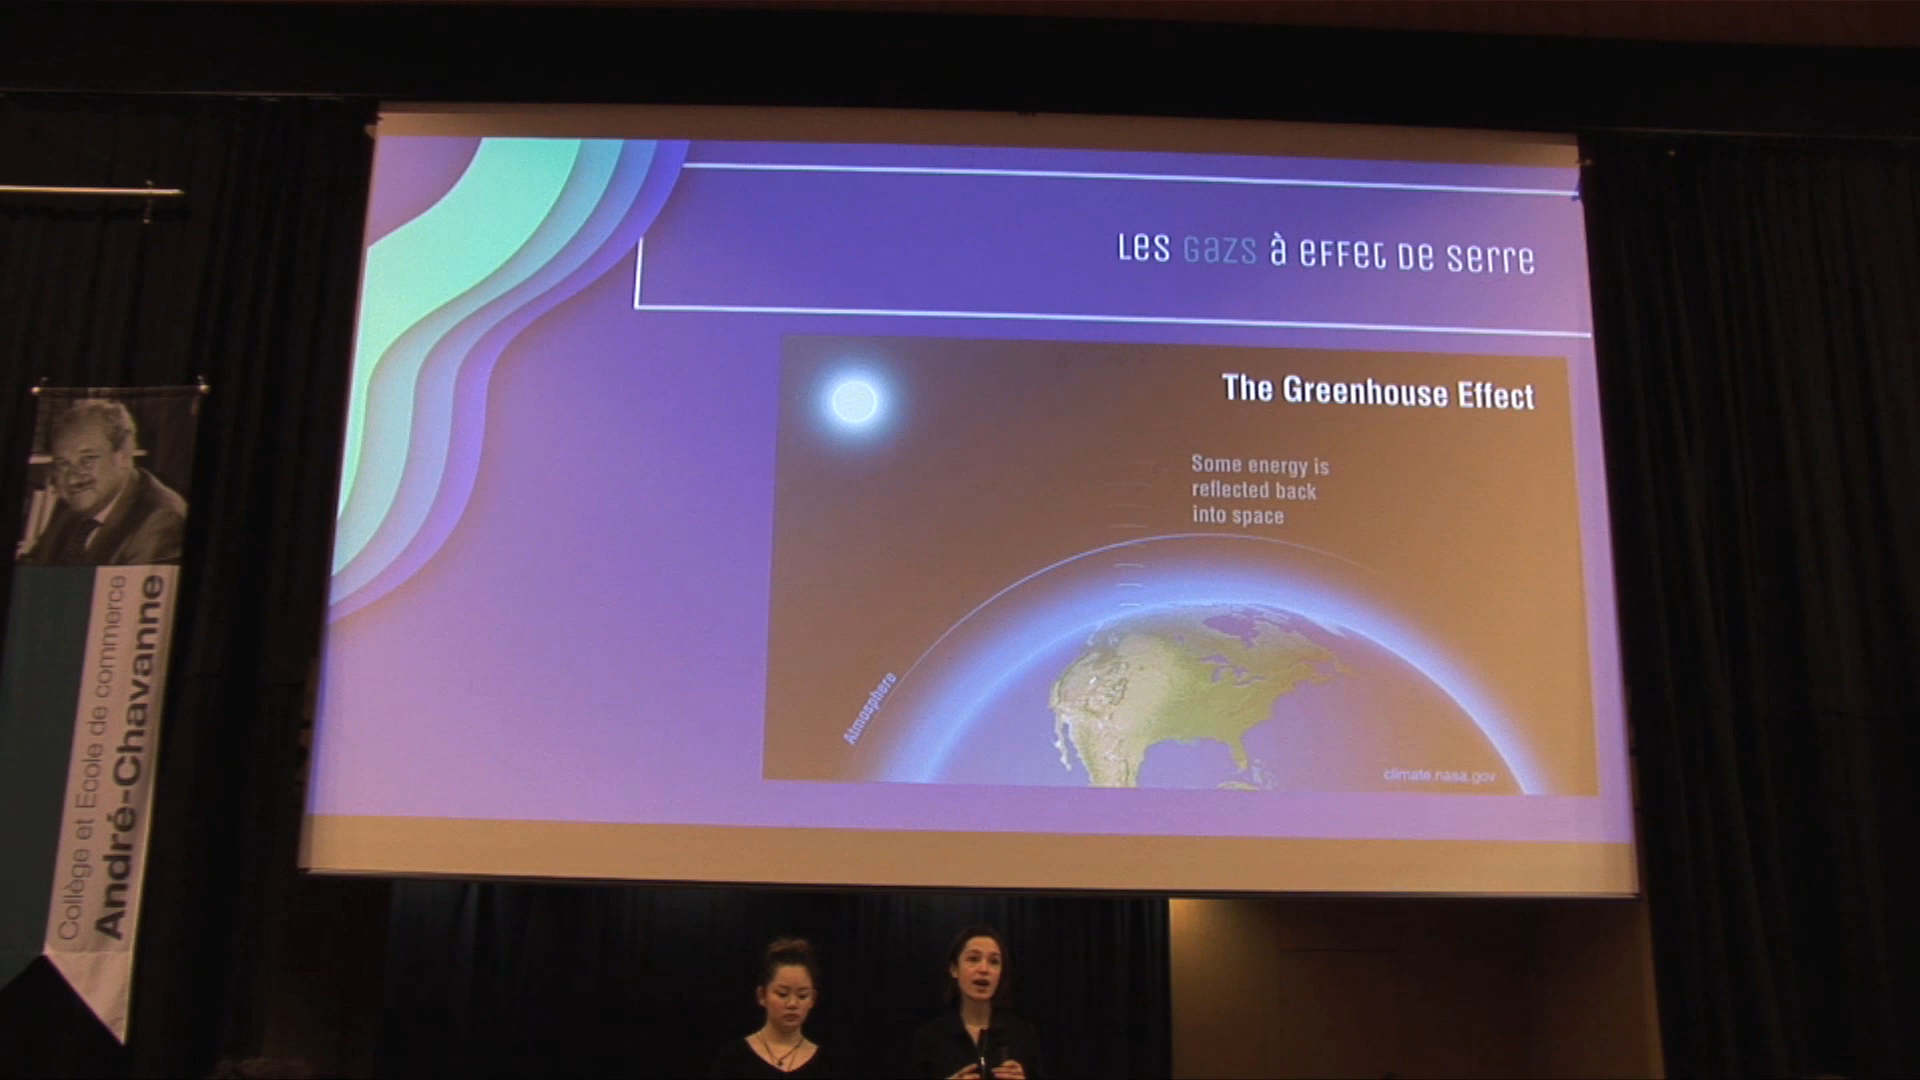 Les Gazs à effet de serre
The Greenhouse Effect
Some energy is
reflected back
into space
Atmosphere
climate.nasa.gov
Collège et Ecole de commerce
André-Chavanne